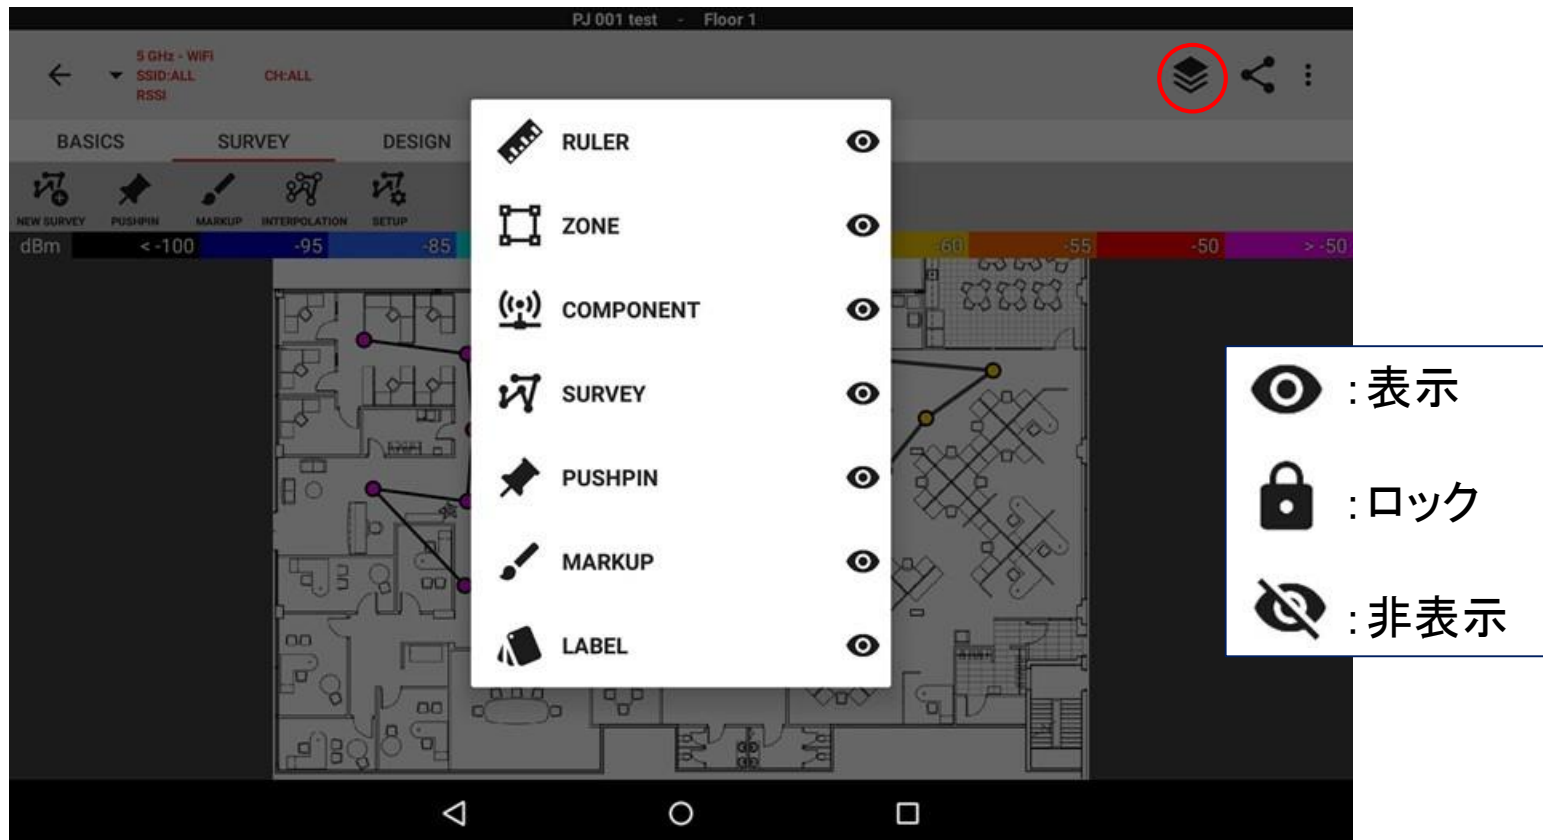 PJ 001 test - Floor 1
5 GHz - WiFi
SSID:ALL CH:ALL
RSSI
BASICS SURVEY DESIGN
NEW SURVEY PUSHPIN MARKUP INTERPOLATION SETUP
dBm < -100 -95 -85 -60 -55 -50 > -50
RULER
ZONE
COMPONENT
SURVEY
PUSHPIN
MARKUP
LABEL
:表示
:ロック
:非表示